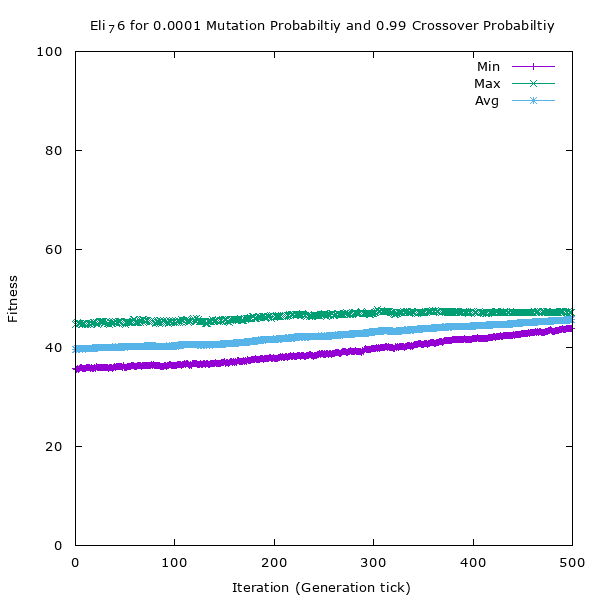 Eli₇6 for 0.0001 Mutation Probabiltiy and 0.99 Crossover Probabiltiy
100
80
60
40
20
0
Fitness
Min
Max
Avg
0 100 200 300 400 500
Iteration (Generation tick)